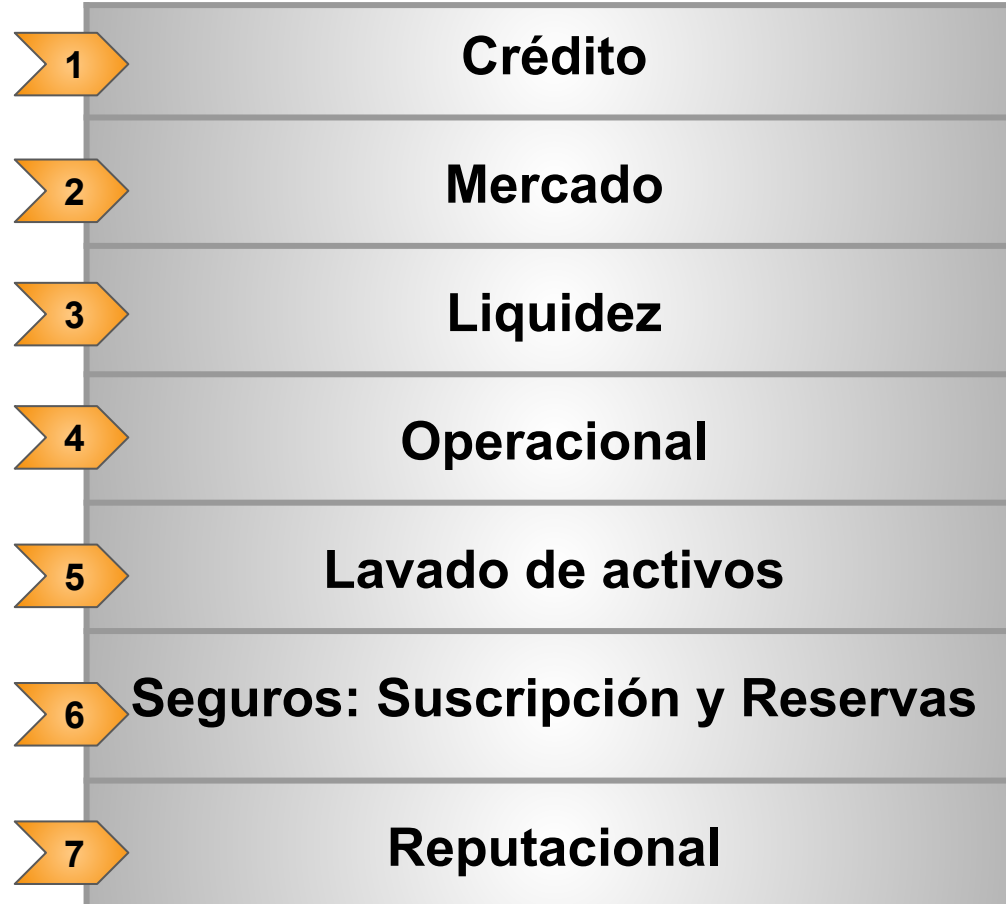 1 Crédito
2 Mercado
3 Liquidez
4 Operacional
5 Lavado de activos
6 Seguros: Suscripción y Reservas
7 Reputacional